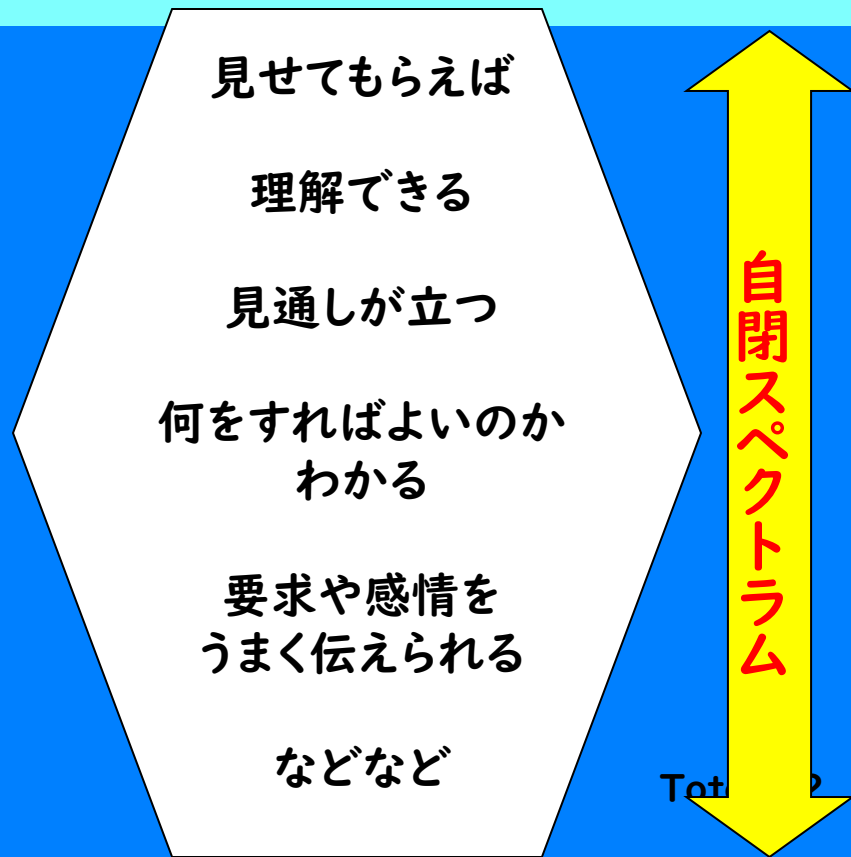 見せてもらえば
理解できる
見通しが立つ
何をすればよいのか
わかる
要求や感情を
うまく伝えられる
などなど
自閉スペクトラム